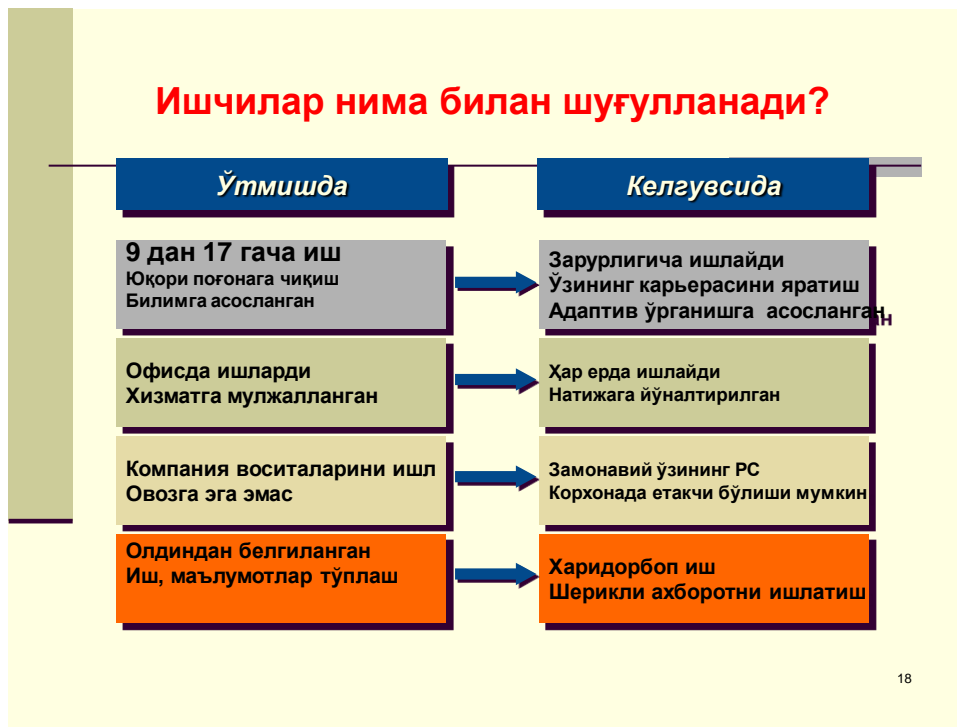 Ишчилар нима билан шуғулланади?
Ўтмишда
Келгувсида
9 дан 17 гача иш
Юқори поғонага чиқиш
Билимга асосланган
Зарурлигича ишлайди
Ўзининг карьерасини яратиш
Адаптив ўрганишга асосланган
Офисда ишларди
Хизматга мулжалланган
Ҳар ерда ишлайди
Натижага йўналтирилган
Компания воситаларини ишл
Овозга эга эмас
Замонавий ўзининг РС
Корхонада етакчи бўлиши мумкин
Олдиндан белгиланган
Иш, маълумотлар тўплаш
Харидорбоп иш
Шерикли ахборотни ишлатиш
18